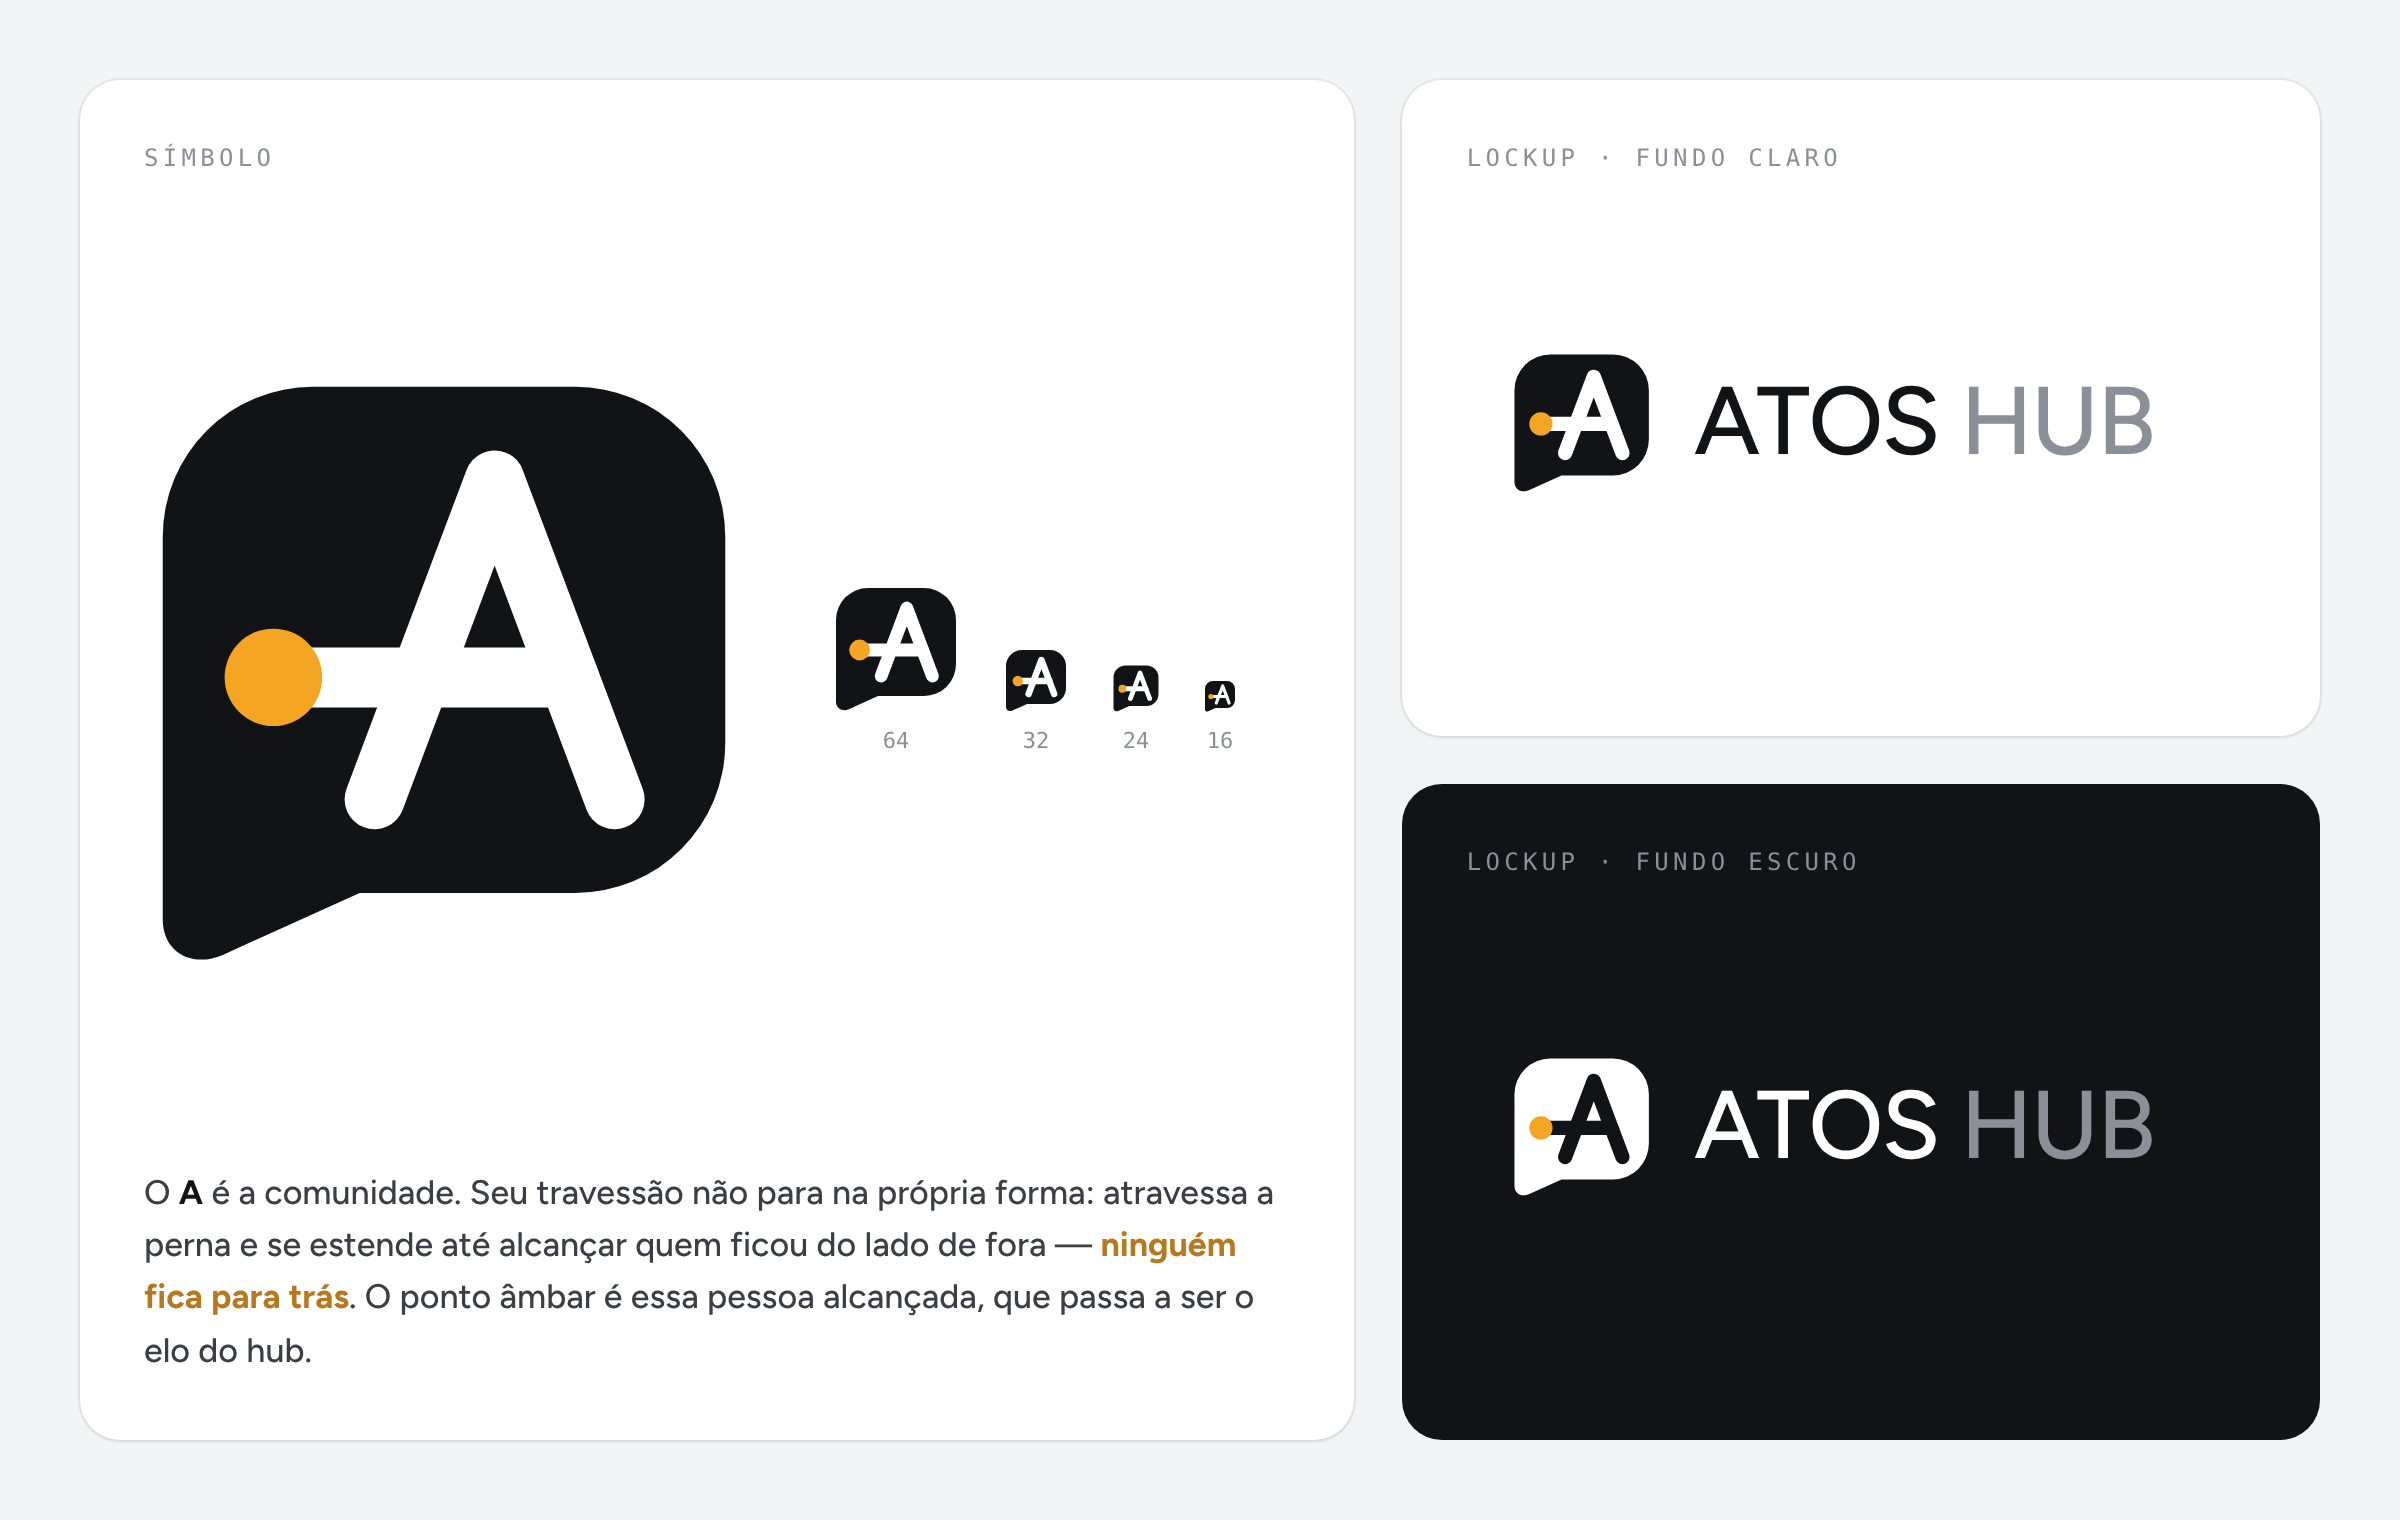 SÍMBOLO
64 32 24 16
O A é a comunidade. Seu travessão não para na própria forma: atravessa a
perna e se estende até alcançar quem ficou do lado de fora — ninguém
fica para trás. O ponto âmbar é essa pessoa alcançada, que passa a ser o
elo do hub.
LOCKUP · FUNDO CLARO
A ATOS HUB
LOCKUP · FUNDO ESCURO
A ATOS HUB